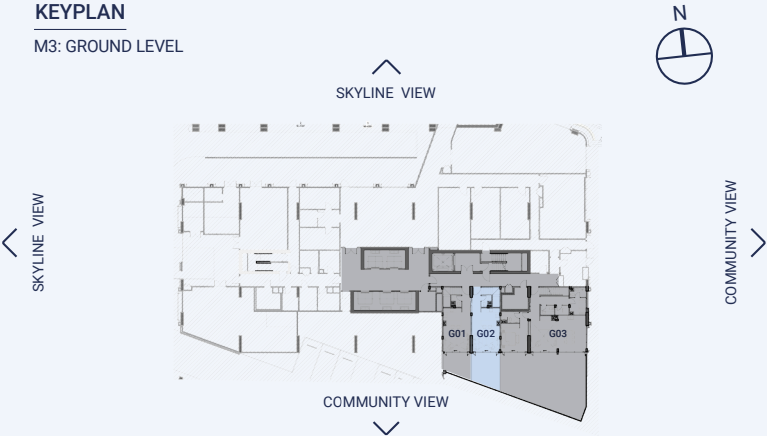 KEYPLAN
M3: GROUND LEVEL
N
SKYLINE VIEW
SKYLINE VIEW
COMMUNITY VIEW
G01
G02
G03
COMMUNITY VIEW